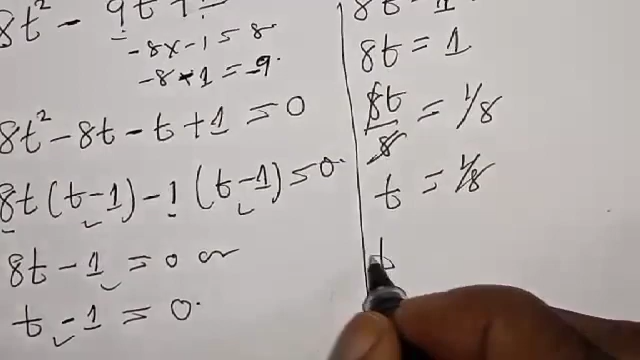 8t² - 9t + 1
-8 x -1 = 8
-8 - 1 = -9.
8t² - 8t - t + 1 = 0
8t (t - 1) - 1 (t - 1) = 0.
8t - 1 = 0 or
t - 1 = 0.
8t - 1
8t = 1
8t/8 = 1/8
t = 1/8
t